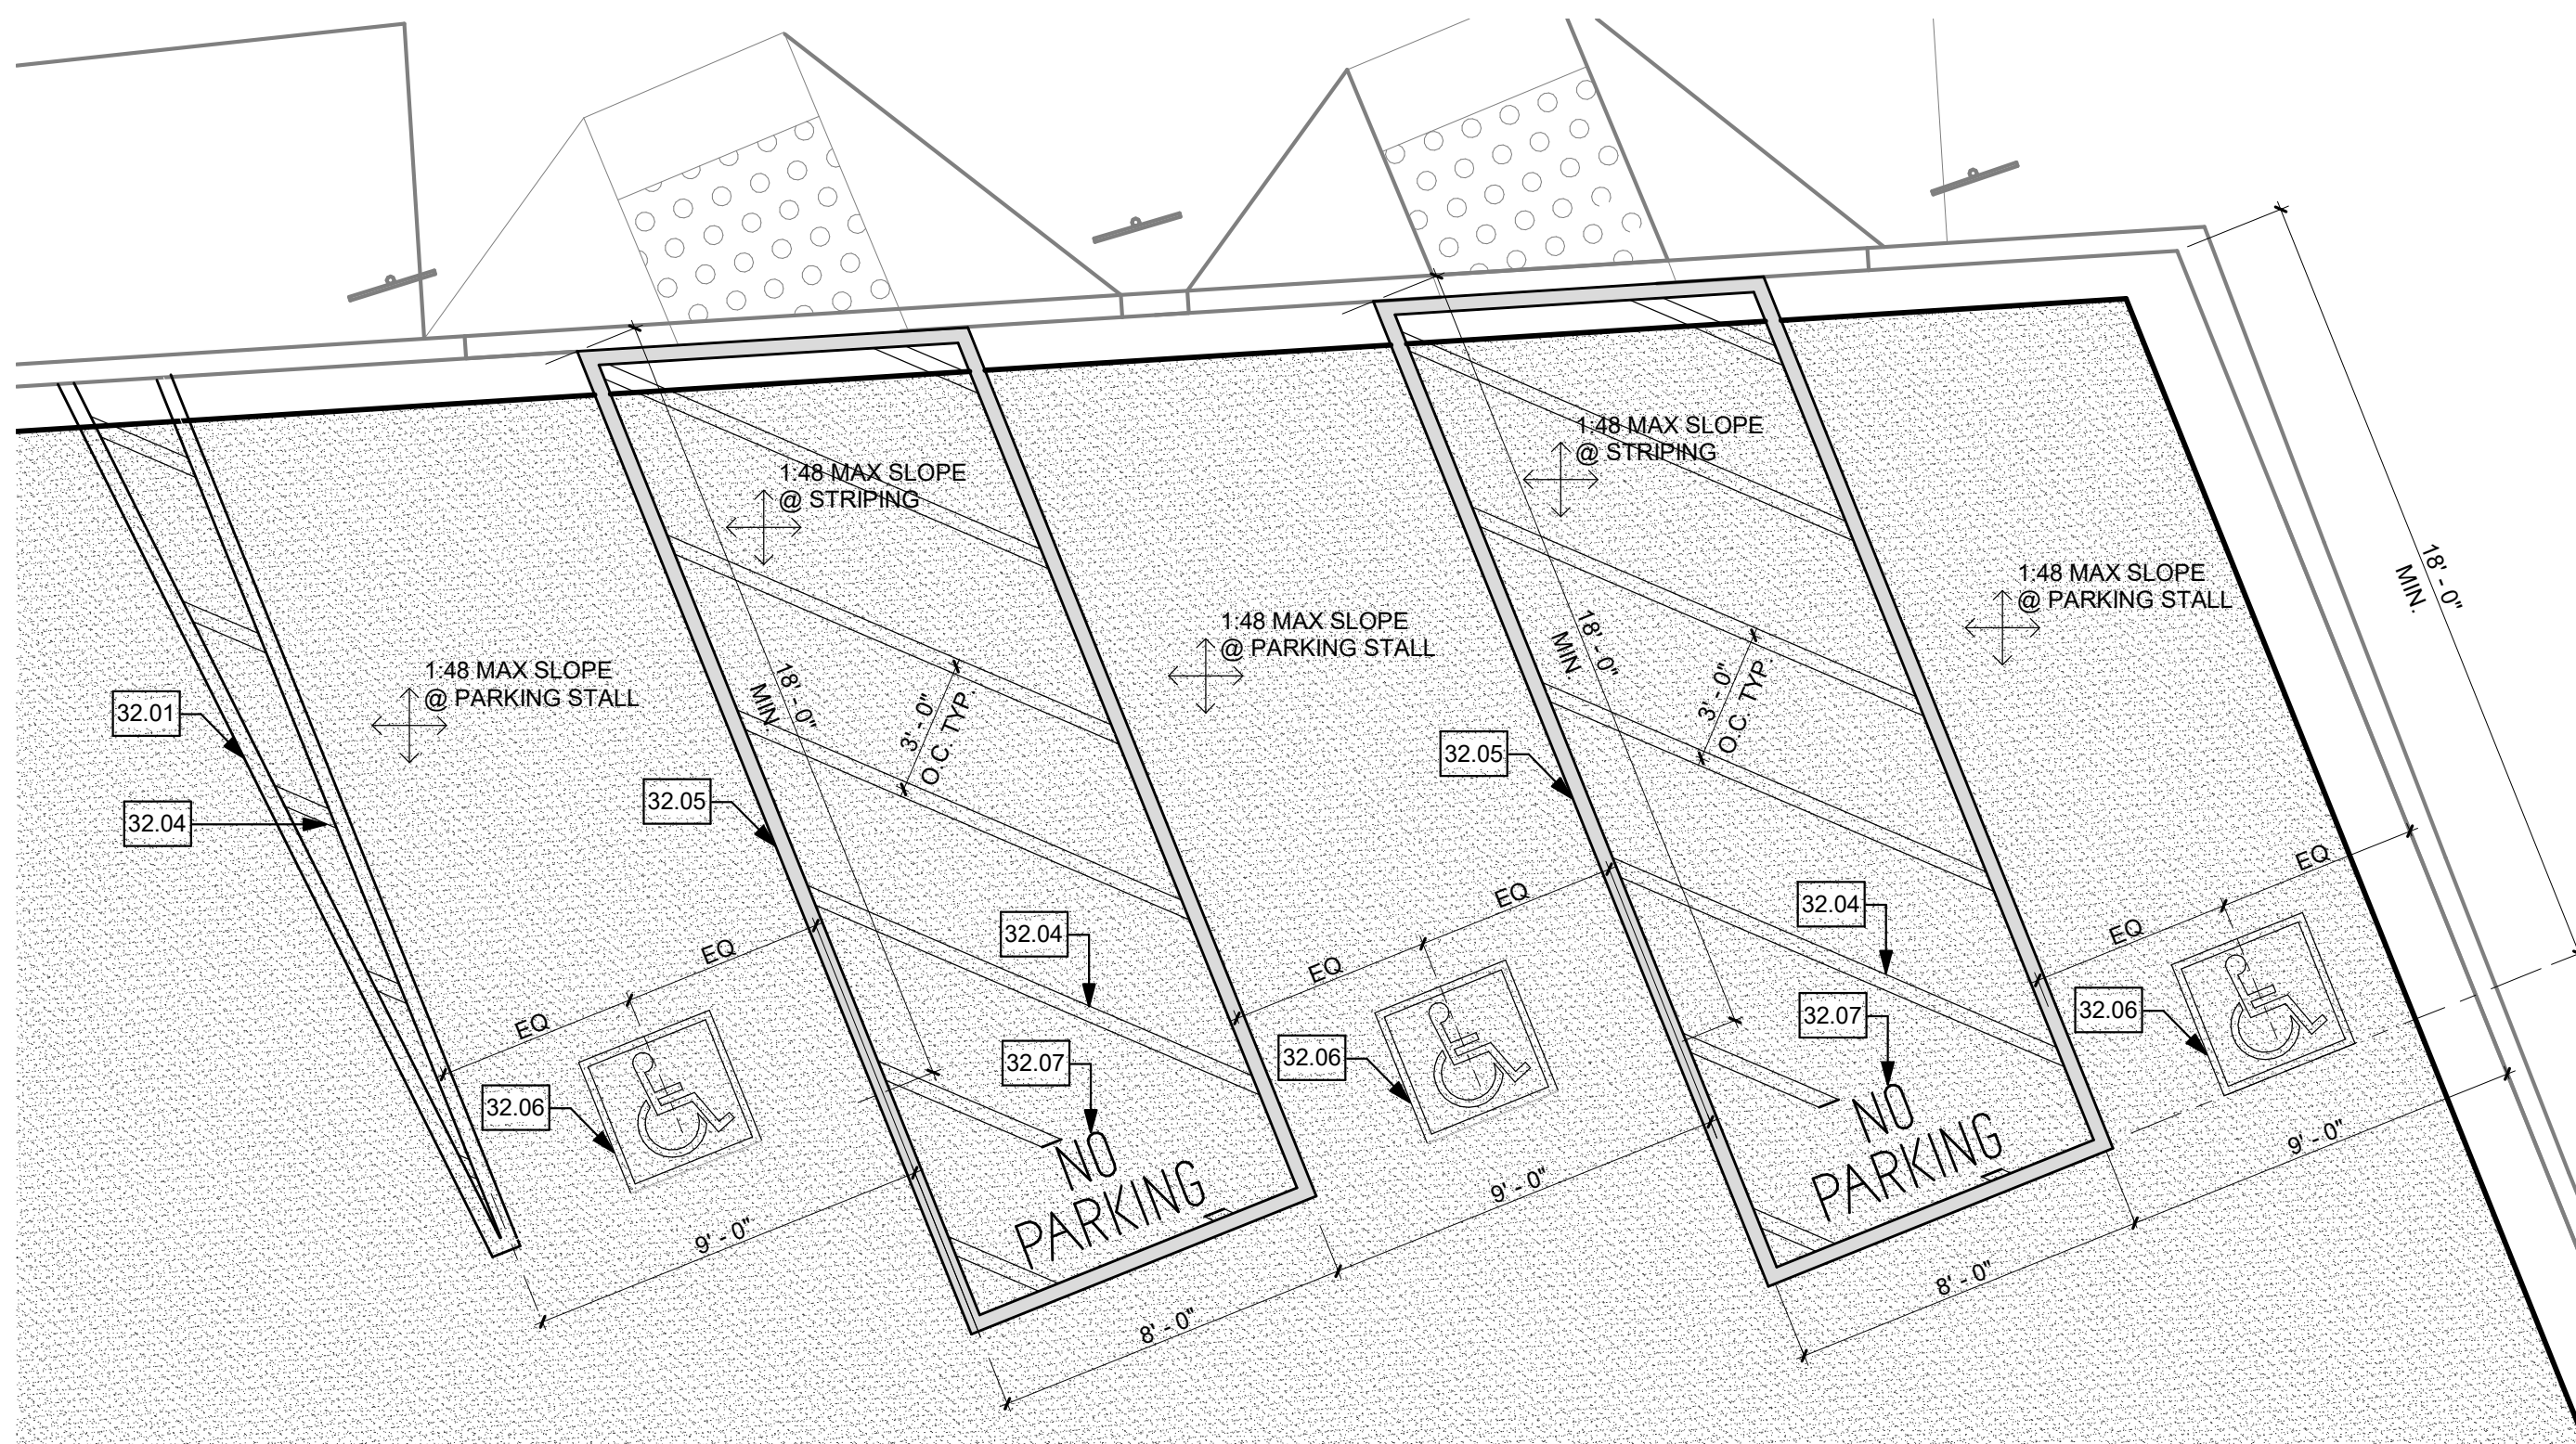 1:48 MAX SLOPE
@ STRIPING
1:48 MAX SLOPE
@ STRIPING
1:48 MAX SLOPE
@ PARKING STALL
1:48 MAX SLOPE
@ PARKING STALL
1:48 MAX SLOPE
@ PARKING STALL
18' - 0"
MIN.
18' - 0"
MIN.
18' - 0"
MIN.
3' - 0"
O.C. TYP.
3' - 0"
O.C. TYP.
32.01
32.04
32.05
32.05
32.04
32.04
32.07
32.07
32.06
32.06
32.06
EQ
EQ
EQ
EQ
EQ
EQ
NO
PARKING
NO
PARKING
9' - 0"
8' - 0"
9' - 0"
8' - 0"
9' - 0"